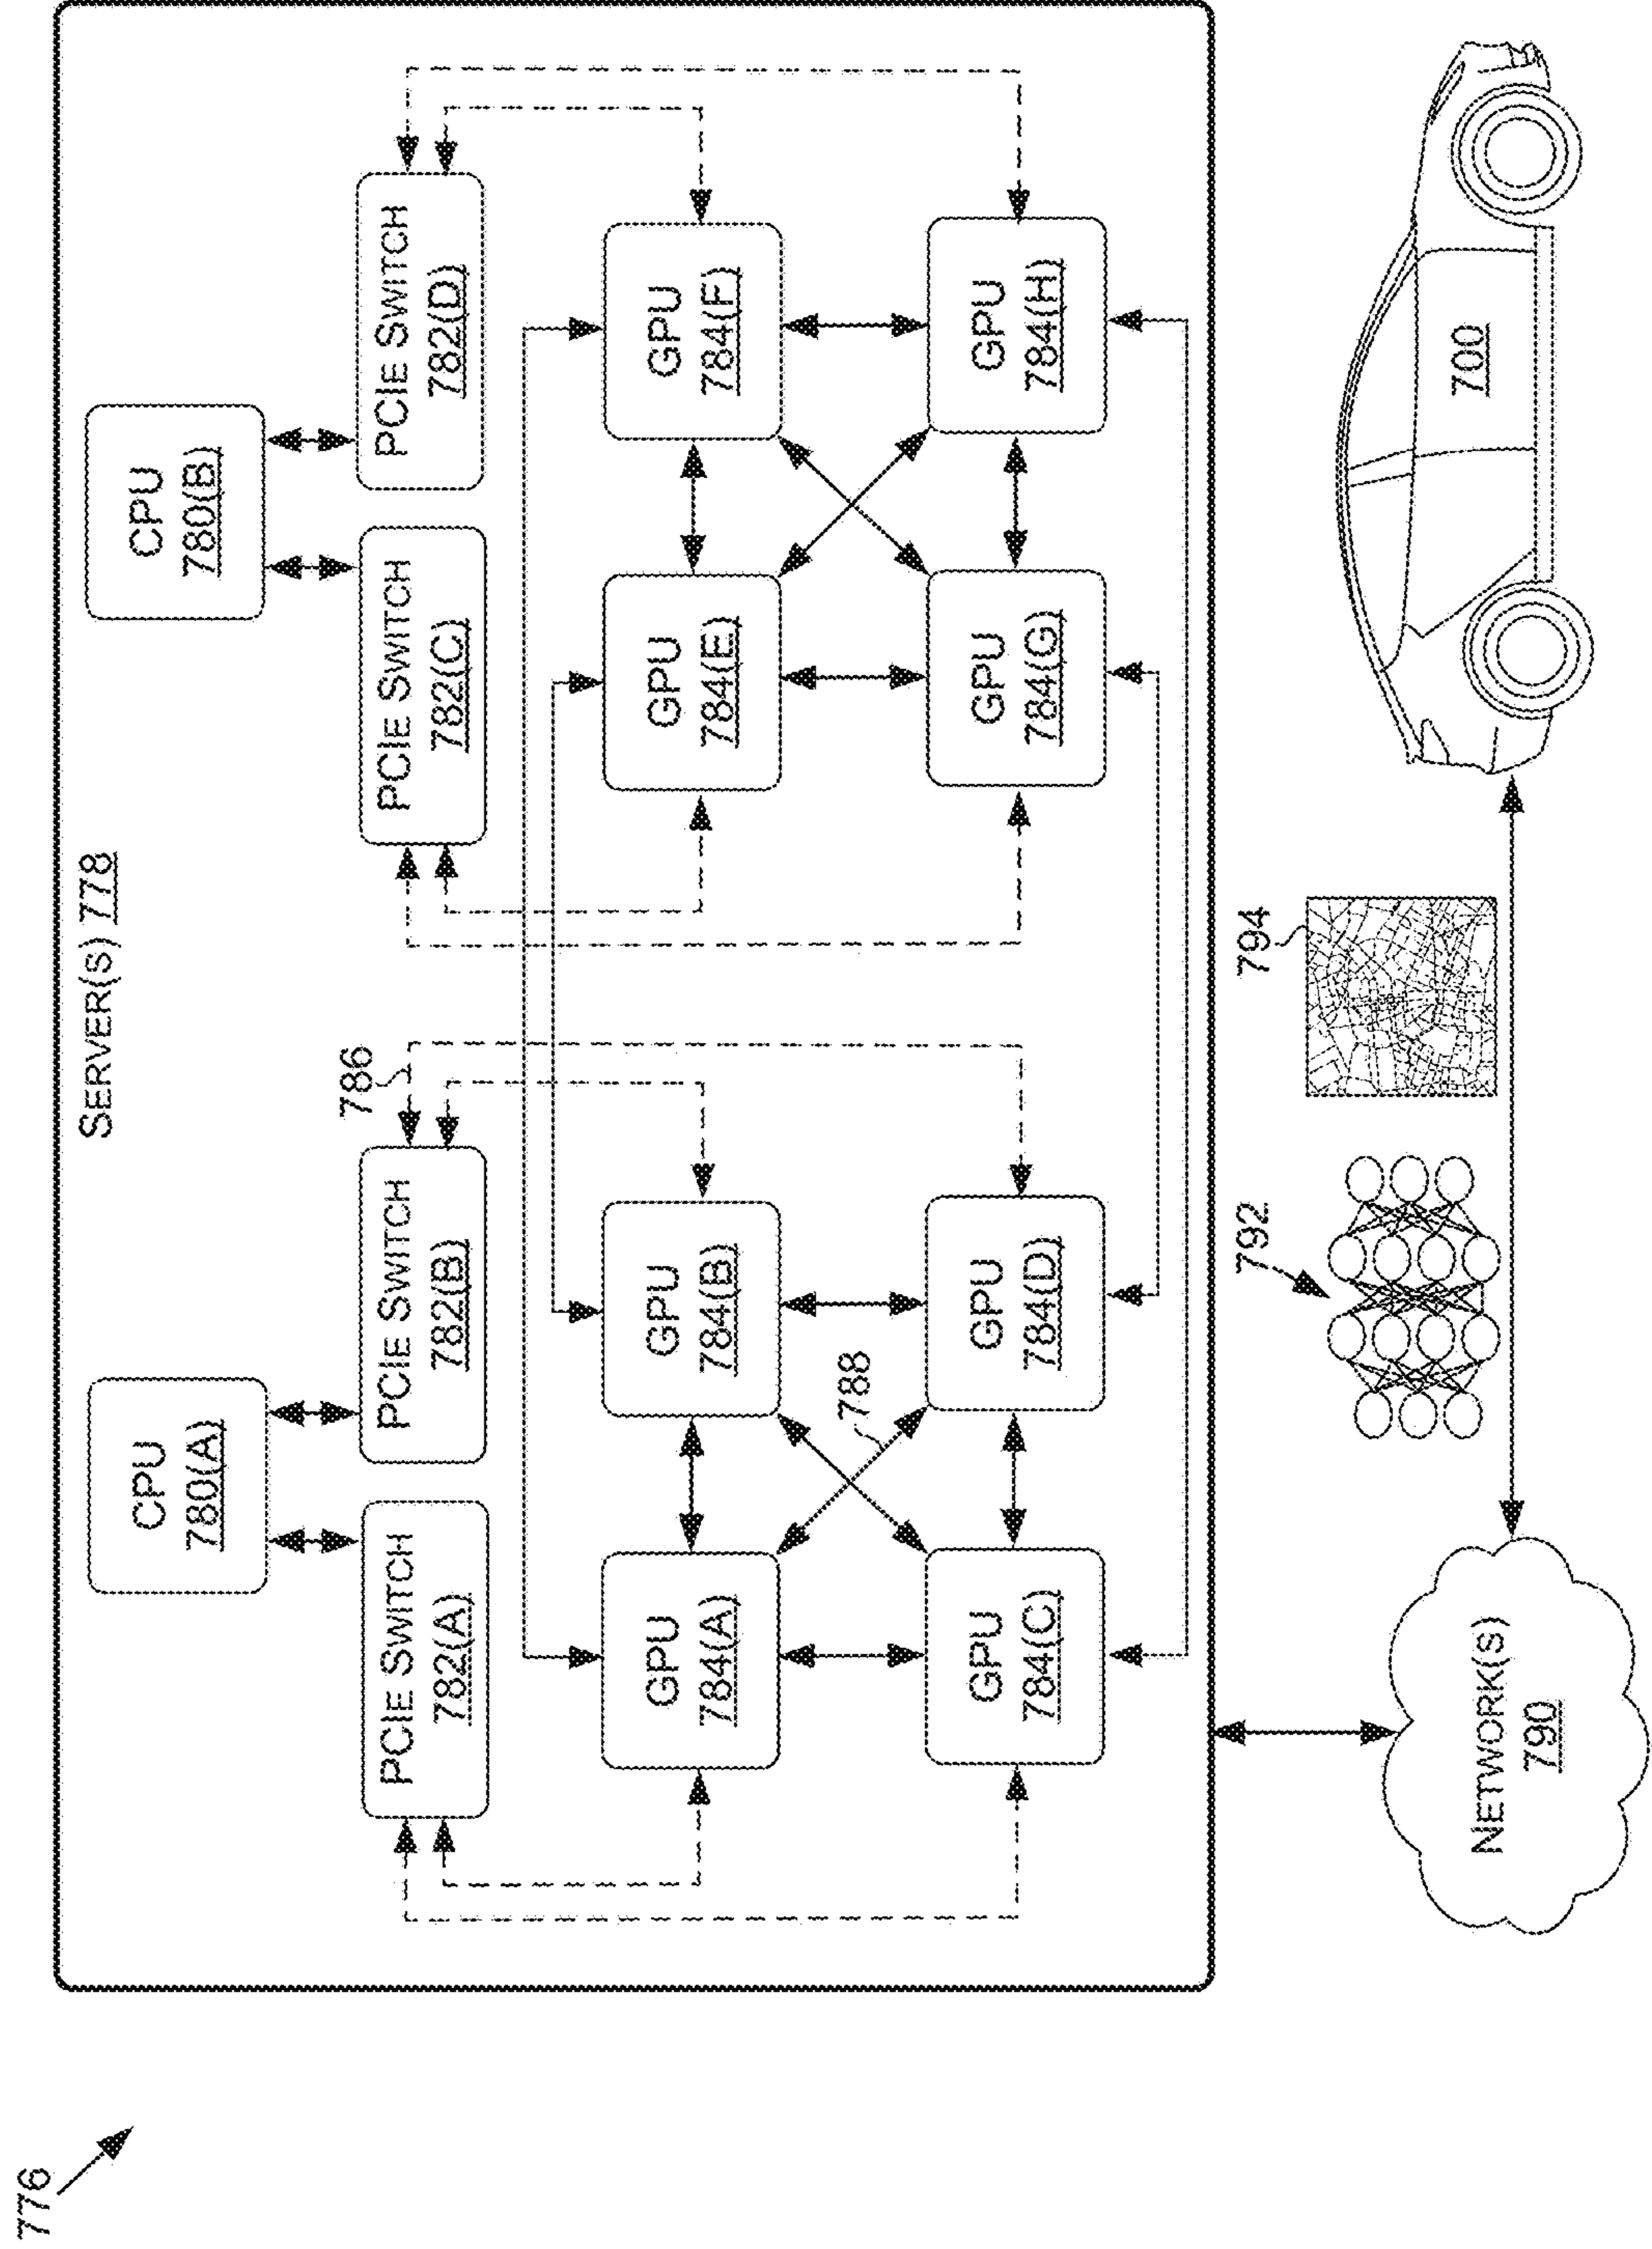 776
SERVER(S) 778
CPU
780(A)
CPU
780(B)
786
PCIE SWITCH
782(A)
PCIE SWITCH
782(B)
PCIE SWITCH
782(C)
PCIE SWITCH
782(D)
GPU
784(A)
GPU
784(B)
GPU
784(E)
GPU
784(F)
788
GPU
784(C)
GPU
784(D)
GPU
784(G)
GPU
784(H)
792
794
NETWORK(S)
790
700